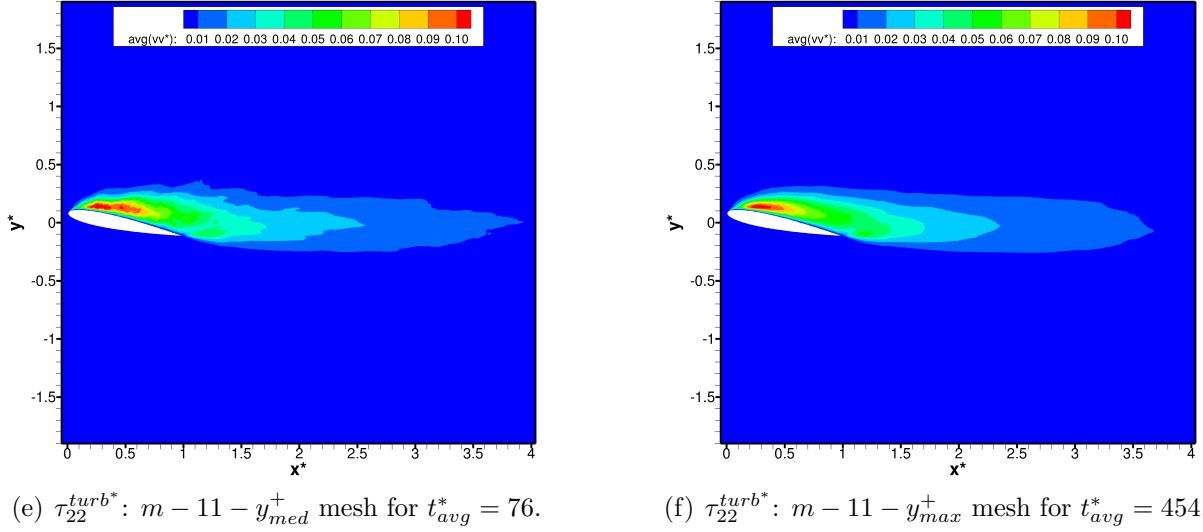 avg(vv*): 0.01 0.02 0.03 0.04 0.05 0.06 0.07 0.08 0.09 0.10
1.5
1
0.5
0
-0.5
-1
-1.5
y*
0 0.5 1 1.5 2 2.5 3 3.5 4
x*
(e) τ₂₂^{turb*}: m − 11 − y⁺_{med} mesh for t*_{avg} = 76.
avg(vv*): 0.01 0.02 0.03 0.04 0.05 0.06 0.07 0.08 0.09 0.10
1.5
1
0.5
0
-0.5
-1
-1.5
y*
0 0.5 1 1.5 2 2.5 3 3.5 4
x*
(f) τ₂₂^{turb*}: m − 11 − y⁺_{max} mesh for t*_{avg} = 454